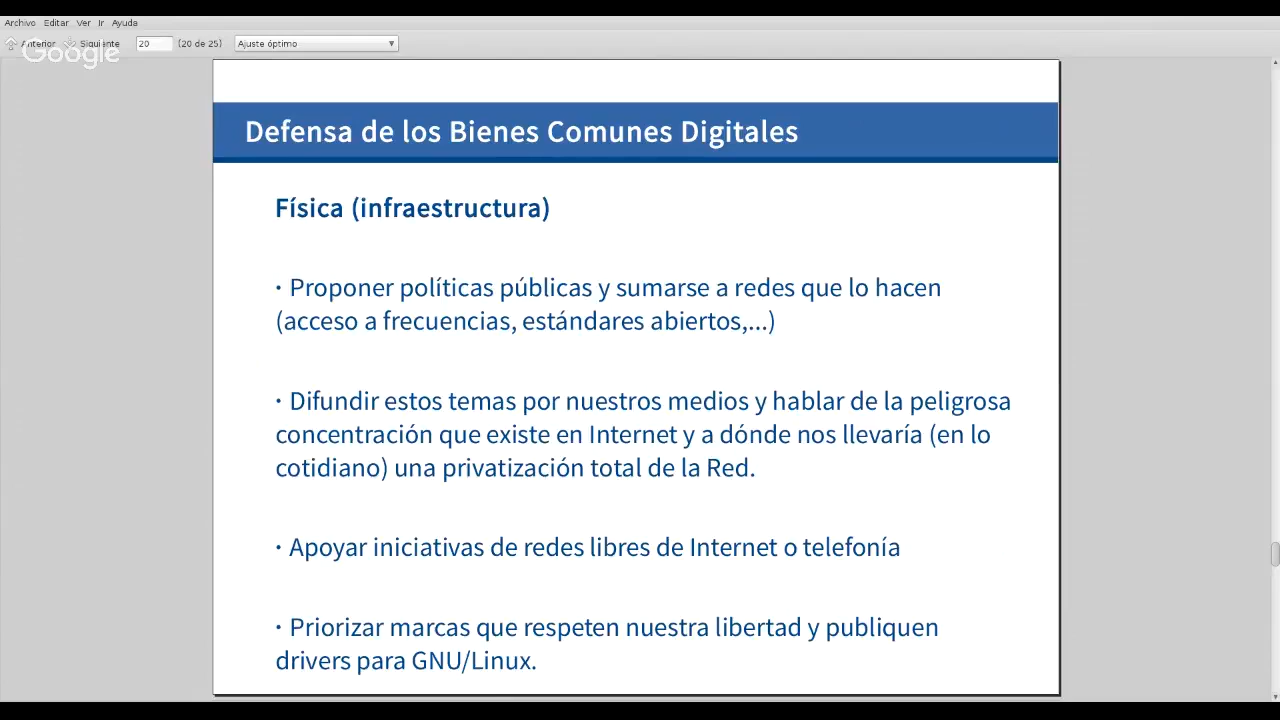 Archivo Editar Ver Ir Ayuda
Anterior Siguiente 20 (20 de 25) Ajuste óptimo
Google
Defensa de los Bienes Comunes Digitales
Física (infraestructura)
· Proponer políticas públicas y sumarse a redes que lo hacen
(acceso a frecuencias, estándares abiertos,...)
· Difundir estos temas por nuestros medios y hablar de la peligrosa
concentración que existe en Internet y a dónde nos llevaría (en lo
cotidiano) una privatización total de la Red.
· Apoyar iniciativas de redes libres de Internet o telefonía
· Priorizar marcas que respeten nuestra libertad y publiquen
drivers para GNU/Linux.